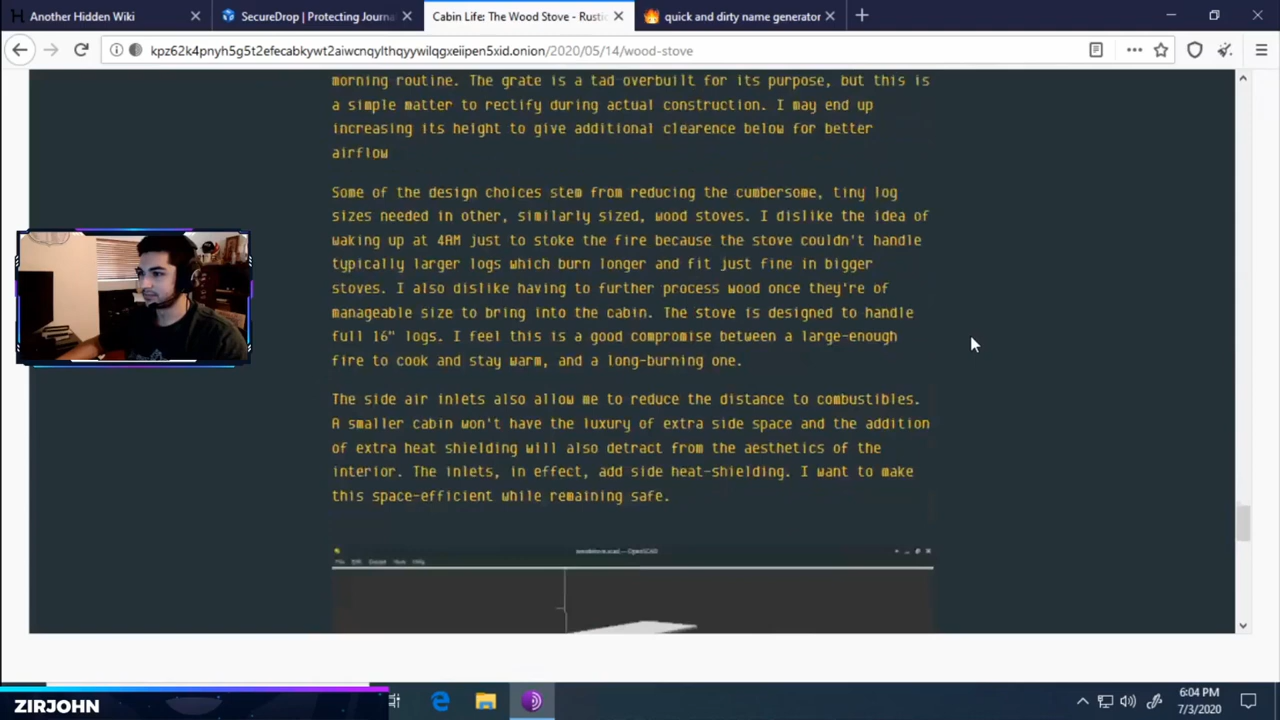 Another Hidden Wiki
SecureDrop | Protecting Journa
Cabin Life: The Wood Stove - Rustic
quick and dirty name generator
kpz62k4pnyh5g5t2efecabkywt2aiwcnqylthqyywilqgxeiipen5xid.onion/2020/05/14/wood-stove
morning routine. The grate is a tad overbuilt for its purpose, but this is
a simple matter to rectify during actual construction. I may end up
increasing its height to give additional clearence below for better
airflow
Some of the design choices stem from reducing the cumbersome, tiny log
sizes needed in other, similarly sized, wood stoves. I dislike the idea of
waking up at 4AM just to stoke the fire because the stove couldn't handle
typically larger logs which burn longer and fit just fine in bigger
stoves. I also dislike having to further process wood once they're of
manageable size to bring into the cabin. The stove is designed to handle
full 16" logs. I feel this is a good compromise between a large-enough
fire to cook and stay warm, and a long-burning one.
The side air inlets also allow me to reduce the distance to combustibles.
A smaller cabin won't have the luxury of extra side space and the addition
of extra heat shielding will also detract from the aesthetics of the
interior. The inlets, in effect, add side heat-shielding. I want to make
this space-efficient while remaining safe.
woodstove.scad — OpenSCAD
ZIRJOHN
6:04 PM
7/3/2020